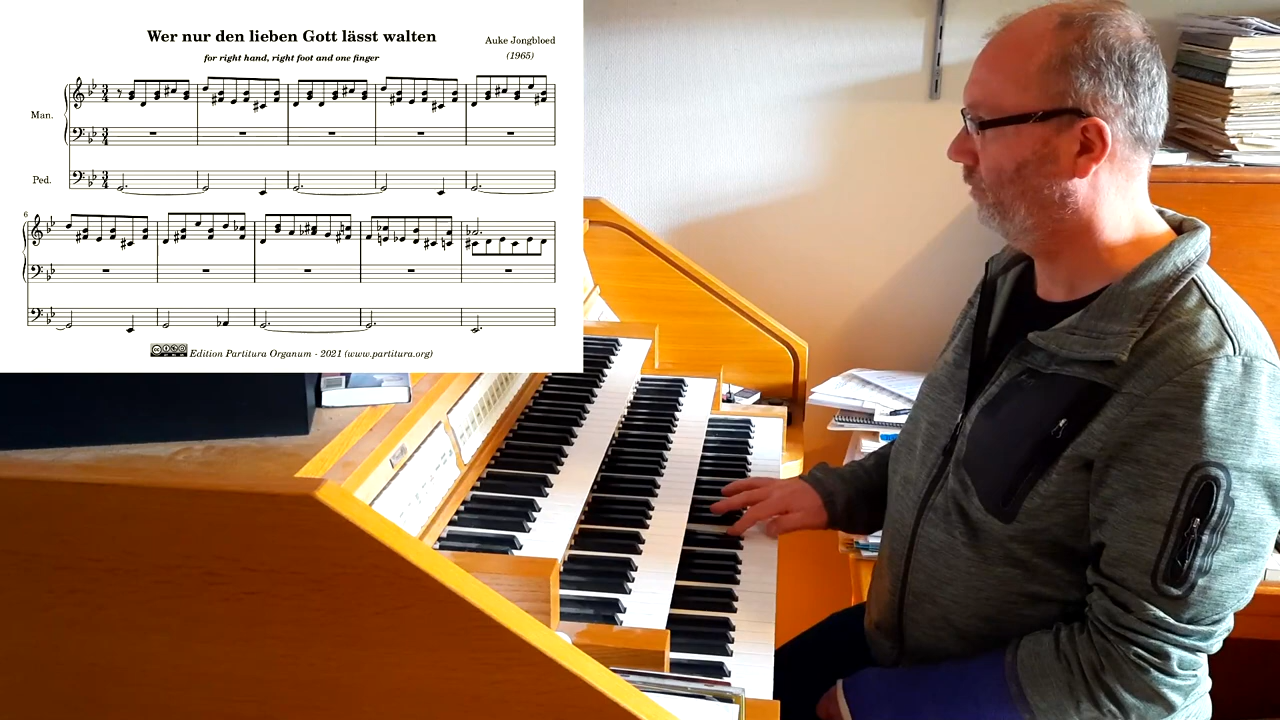 Wer nur den lieben Gott lässt walten
Auke Jongbloed
for right hand, right foot and one finger
(1965)
Man.
Ped.
6
Edition Partitura Organum - 2021 (www.partitura.org)